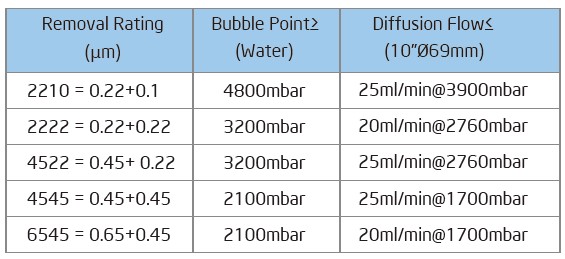 Removal Rating Bubble Point≥ Diffusion Flow≤
(µm) (Water) (10"Ø69mm)
2210 = 0.22+0.1 4800mbar 25ml/min@3900mbar
2222 = 0.22+0.22 3200mbar 20ml/min@2760mbar
4522 = 0.45+ 0.22 3200mbar 25ml/min@2760mbar
4545 = 0.45+0.45 2100mbar 25ml/min@1700mbar
6545 = 0.65+0.45 2100mbar 20ml/min@1700mbar